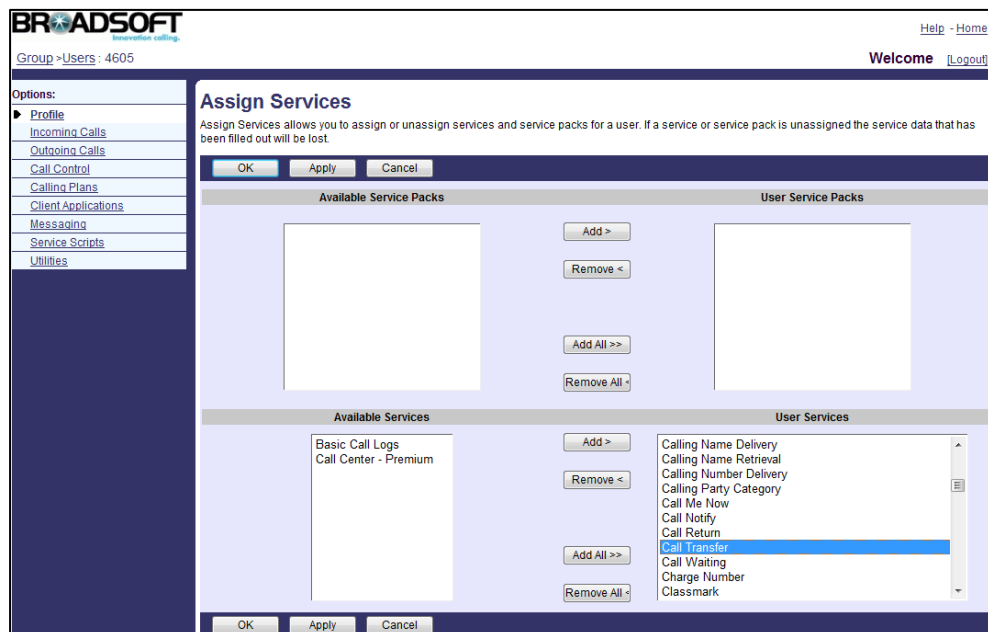 BROADSOFT
Innovation calling.
Help - Home
Group >Users : 4605
Welcome [Logout]
Options:
Profile
Incoming Calls
Outgoing Calls
Call Control
Calling Plans
Client Applications
Messaging
Service Scripts
Utilities
Assign Services
Assign Services allows you to assign or unassign services and service packs for a user. If a service or service pack is unassigned the service data that has
been filled out will be lost.
OK Apply Cancel
Available Service Packs User Service Packs
Add >
Remove <
Add All >>
Remove All <
Available Services User Services
Basic Call Logs
Call Center - Premium
Add >
Remove <
Add All >>
Remove All <
Calling Name Delivery
Calling Name Retrieval
Calling Number Delivery
Calling Party Category
Call Me Now
Call Notify
Call Return
Call Transfer
Call Waiting
Charge Number
Classmark
OK Apply Cancel